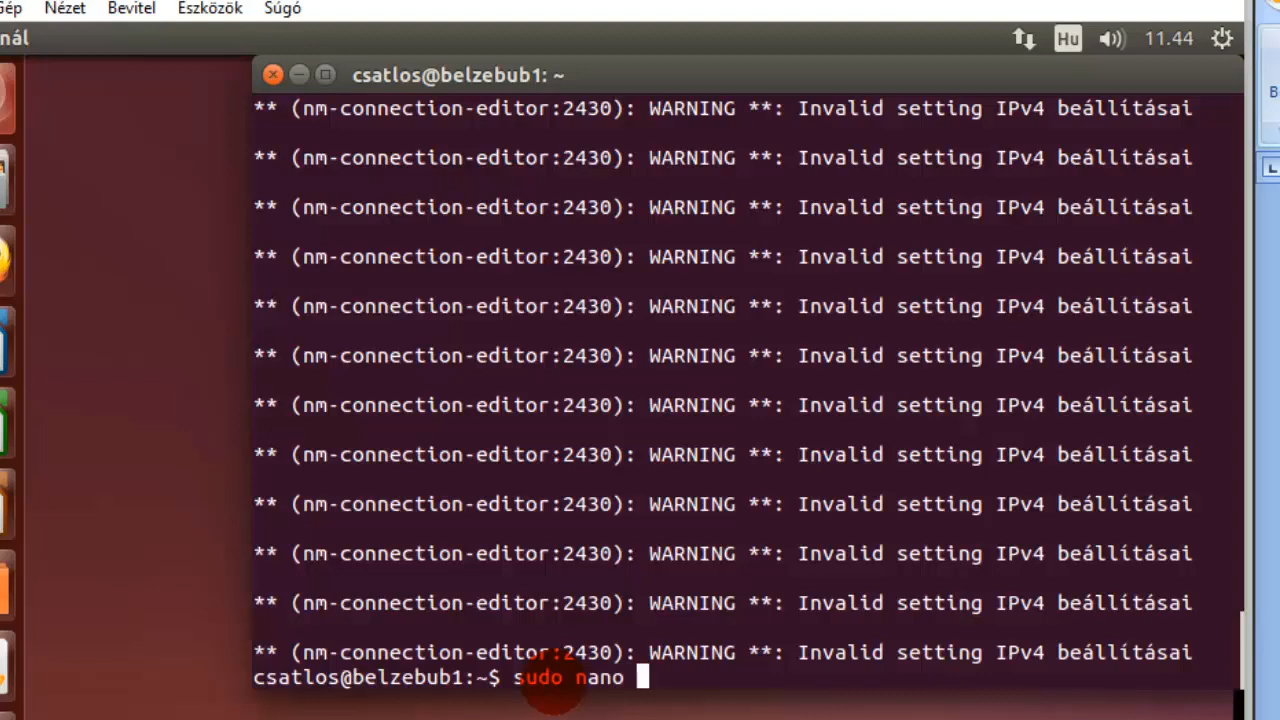 Gép Nézet Bevitel Eszközök Súgó
nál Hu 11.44
csatlos@belzebub1: ~
** (nm-connection-editor:2430): WARNING **: Invalid setting IPv4 beállításai
** (nm-connection-editor:2430): WARNING **: Invalid setting IPv4 beállításai
** (nm-connection-editor:2430): WARNING **: Invalid setting IPv4 beállításai
** (nm-connection-editor:2430): WARNING **: Invalid setting IPv4 beállításai
** (nm-connection-editor:2430): WARNING **: Invalid setting IPv4 beállításai
** (nm-connection-editor:2430): WARNING **: Invalid setting IPv4 beállításai
** (nm-connection-editor:2430): WARNING **: Invalid setting IPv4 beállításai
** (nm-connection-editor:2430): WARNING **: Invalid setting IPv4 beállításai
** (nm-connection-editor:2430): WARNING **: Invalid setting IPv4 beállításai
** (nm-connection-editor:2430): WARNING **: Invalid setting IPv4 beállításai
** (nm-connection-editor:2430): WARNING **: Invalid setting IPv4 beállításai
** (nm-connection-editor:2430): WARNING **: Invalid setting IPv4 beállításai
csatlos@belzebub1:~$ sudo nano